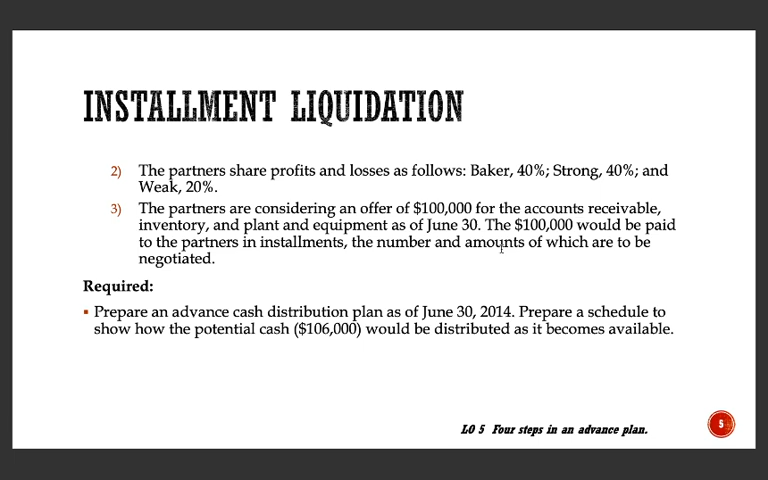 INSTALLMENT LIQUIDATION
2) The partners share profits and losses as follows: Baker, 40%; Strong, 40%; and
Weak, 20%.
3) The partners are considering an offer of $100,000 for the accounts receivable,
inventory, and plant and equipment as of June 30. The $100,000 would be paid
to the partners in installments, the number and amounts of which are to be
negotiated.
Required:
▪ Prepare an advance cash distribution plan as of June 30, 2014. Prepare a schedule to
show how the potential cash ($106,000) would be distributed as it becomes available.
LO 5 Four steps in an advance plan.
5